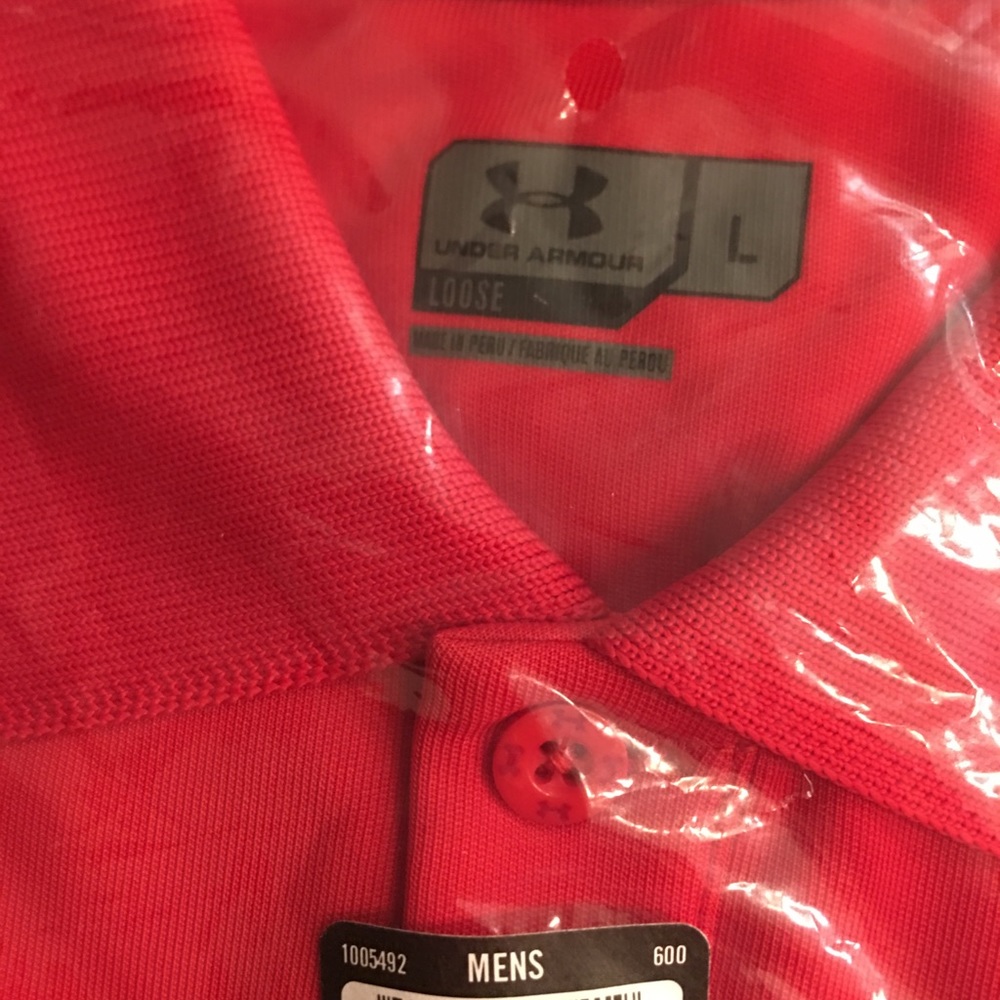 UNDER ARMOUR
L
LOOSE
MADE IN PERU / FABRIQUE AU PEROU
1005492 MENS 600